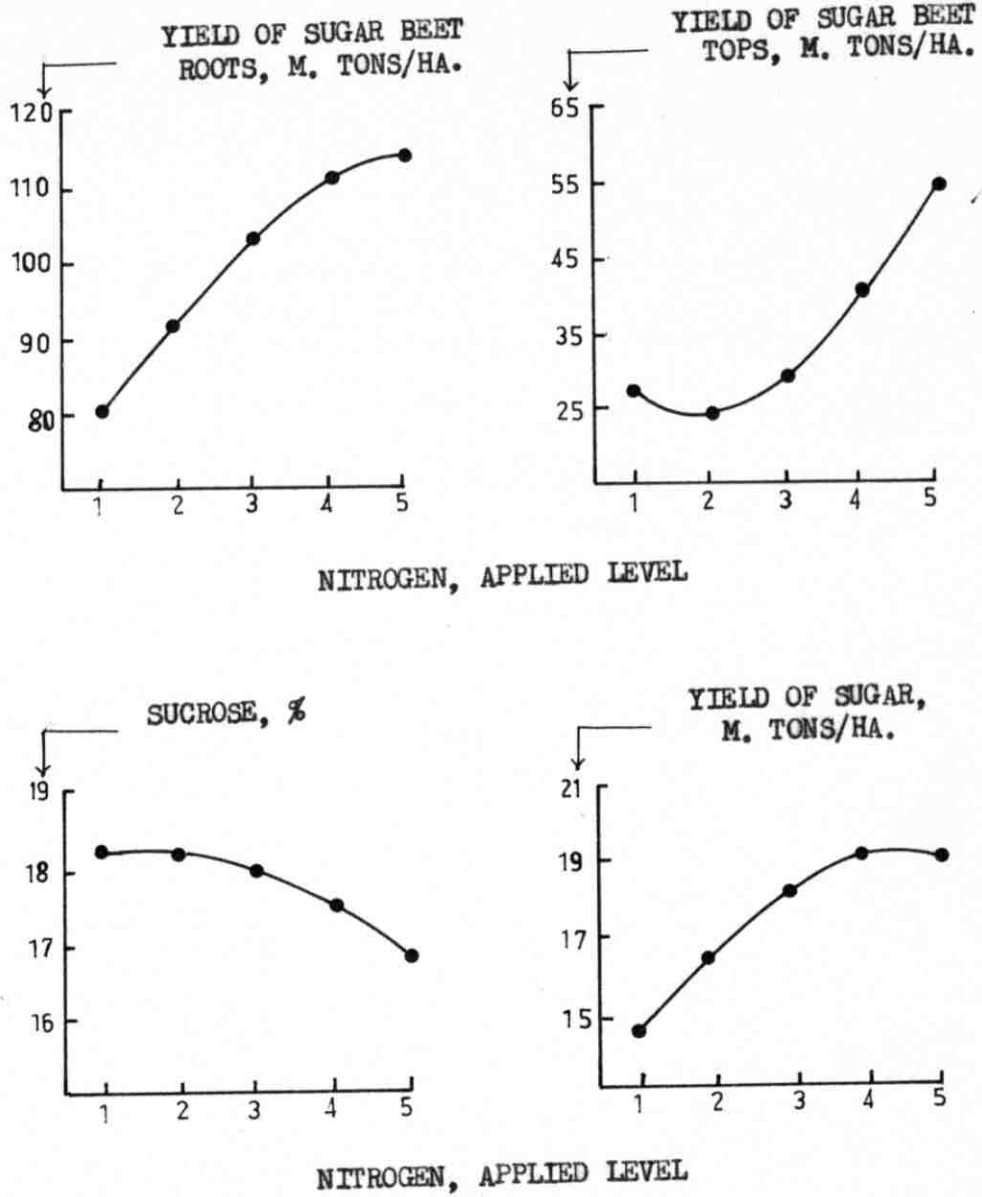 YIELD OF SUGAR BEET
ROOTS, M. TONS/HA.
120
110
100
90
80
1 2 3 4 5
YIELD OF SUGAR BEET
TOPS, M. TONS/HA.
65
55
45
35
25
1 2 3 4 5
NITROGEN, APPLIED LEVEL
SUCROSE, %
19
18
17
16
1 2 3 4 5
YIELD OF SUGAR,
M. TONS/HA.
21
19
17
15
1 2 3 4 5
NITROGEN, APPLIED LEVEL